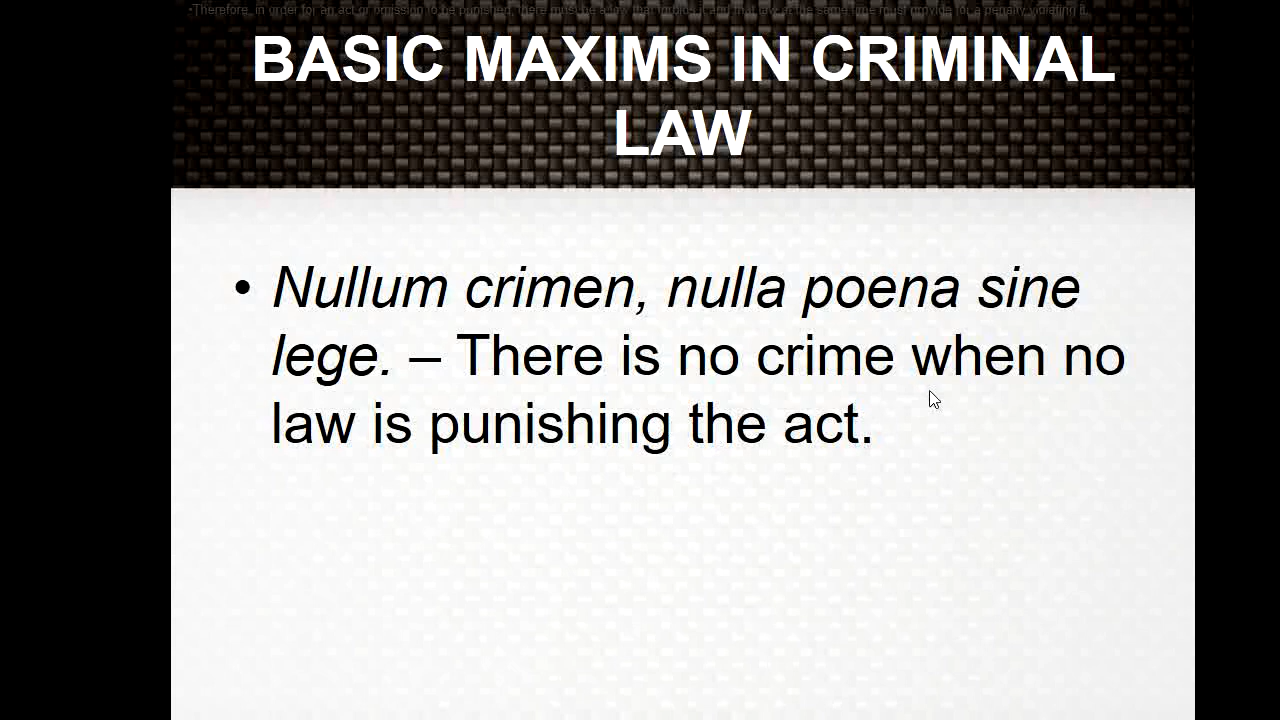 •Therefore, in order for an act or omission to be punished, there must be a law that forbids it and that law at the same time must provide for a penalty violating it.
BASIC MAXIMS IN CRIMINAL
LAW
• Nullum crimen, nulla poena sine
lege. – There is no crime when no
law is punishing the act.